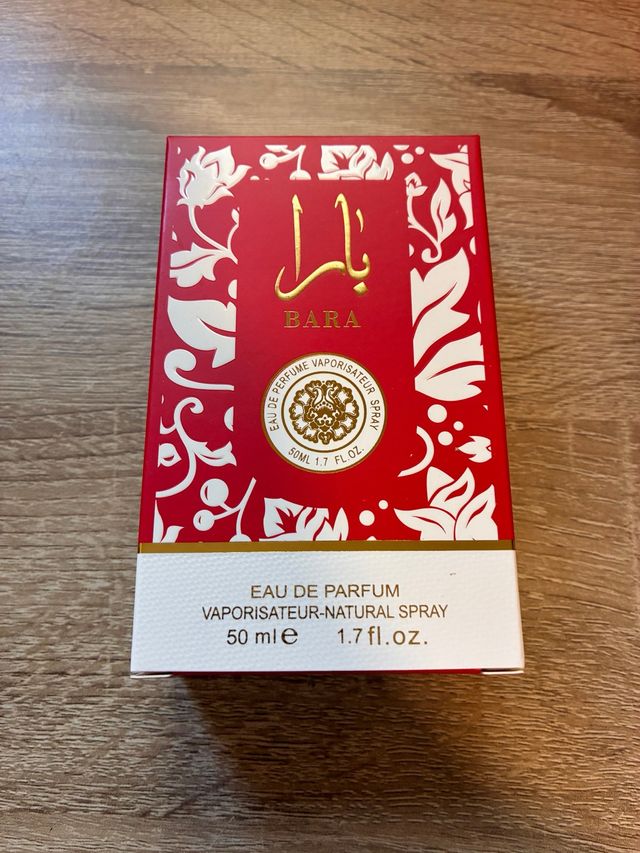 بارا
BARA
EAU DE PERFUME VAPORISATEUR SPRAY
50ML 1.7 FL.OZ.
EAU DE PARFUM
VAPORISATEUR-NATURAL SPRAY
50 ml e 1.7 fl.oz.